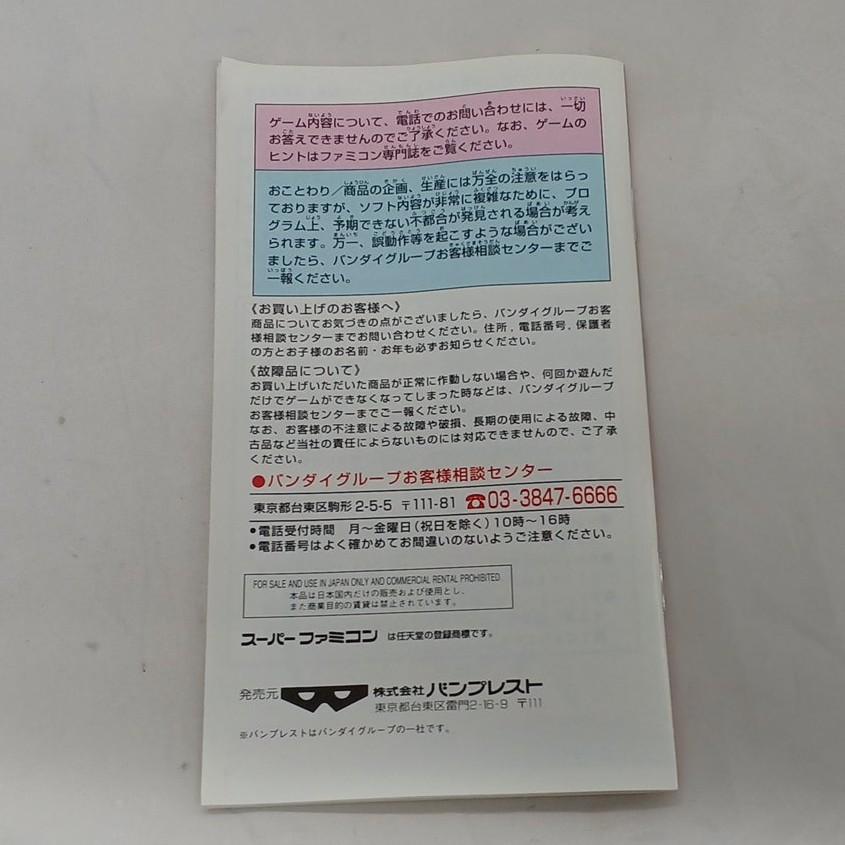 ゲーム内容について、電話でのお問い合わせには、一切
お答えできませんのでご了承ください。なお、ゲームの
ヒントはファミコン専門誌をご覧ください。
おことわり／商品の企画、生産には万全の注意をはらっ
ておりますが、ソフト内容が非常に複雑なために、プロ
グラム上、予期できない不都合が発見される場合が考え
られます。万一、誤動作等を起こすような場合がござい
ましたら、バンダイグループお客様相談センターまでご
一報ください。
《お買い上げのお客様へ》
商品についてお気づきの点がございましたら、バンダイグループお客
様相談センターまでお問い合わせください。住所，電話番号，保護者
の方とお子様のお名前・お年も必ずお知らせください。
《故障品について》
お買い上げいただいた商品が正常に作動しない場合や、何回か遊んだ
だけでゲームができなくなってしまった時などは、バンダイグループ
お客様相談センターまでご一報ください。
なお、お客様の不注意による故障や破損、長期の使用による故障、中
古品など当社の責任によらないものには対応できませんので、ご了承
ください。
●バンダイグループお客様相談センター
東京都台東区駒形2-5-5 〒111-81 ☎03-3847-6666
●電話受付時間 月〜金曜日(祝日を除く)10時〜16時
●電話番号はよく確かめてお間違いのないようご注意ください。
FOR SALE AND USE IN JAPAN ONLY AND COMMERCIAL RENTAL PROHIBITED
本品は日本国内だけの販売および使用とし、
また商業目的の賃貸は禁止されています。
スーパーファミコン は任天堂の登録商標です。
発売元 株式会社 バンプレスト
東京都台東区雷門2-16-9 〒111
※バンプレストはバンダイグループの一社です。